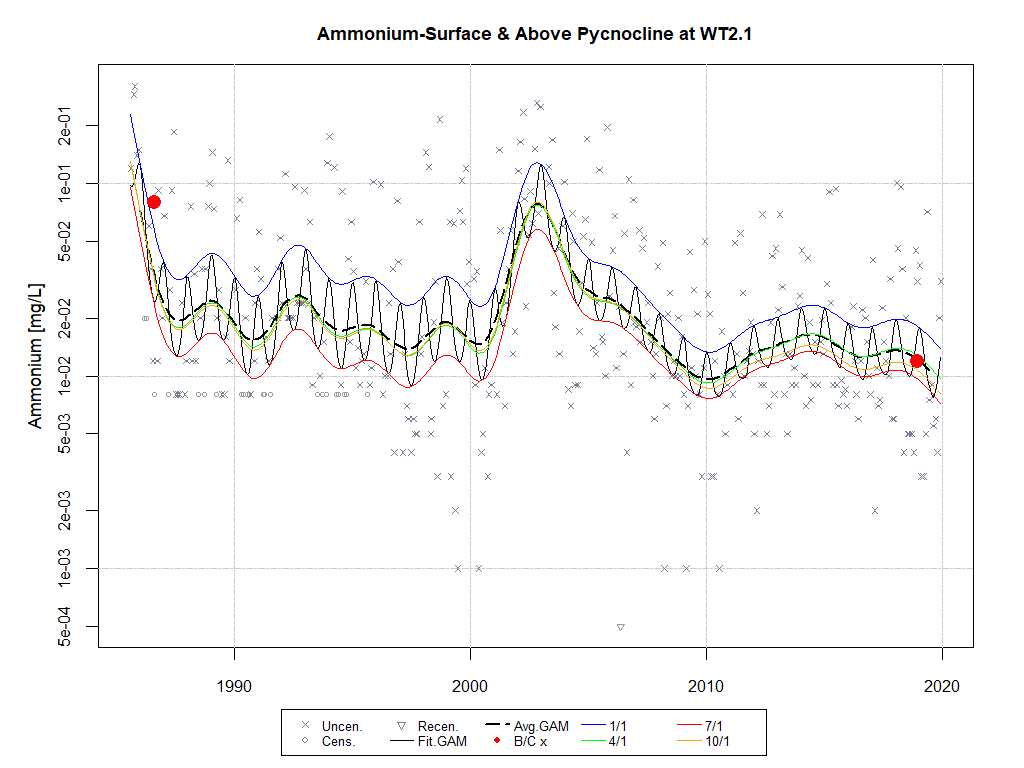 Ammonium-Surface & Above Pycnocline at WT2.1
Ammonium [mg/L]
2e-01
1e-01
5e-02
2e-02
1e-02
5e-03
2e-03
1e-03
5e-04
1990 2000 2010 2020
Uncen. Recen. Avg.GAM 1/1 7/1
Cens. Fit.GAM B/C x 4/1 10/1